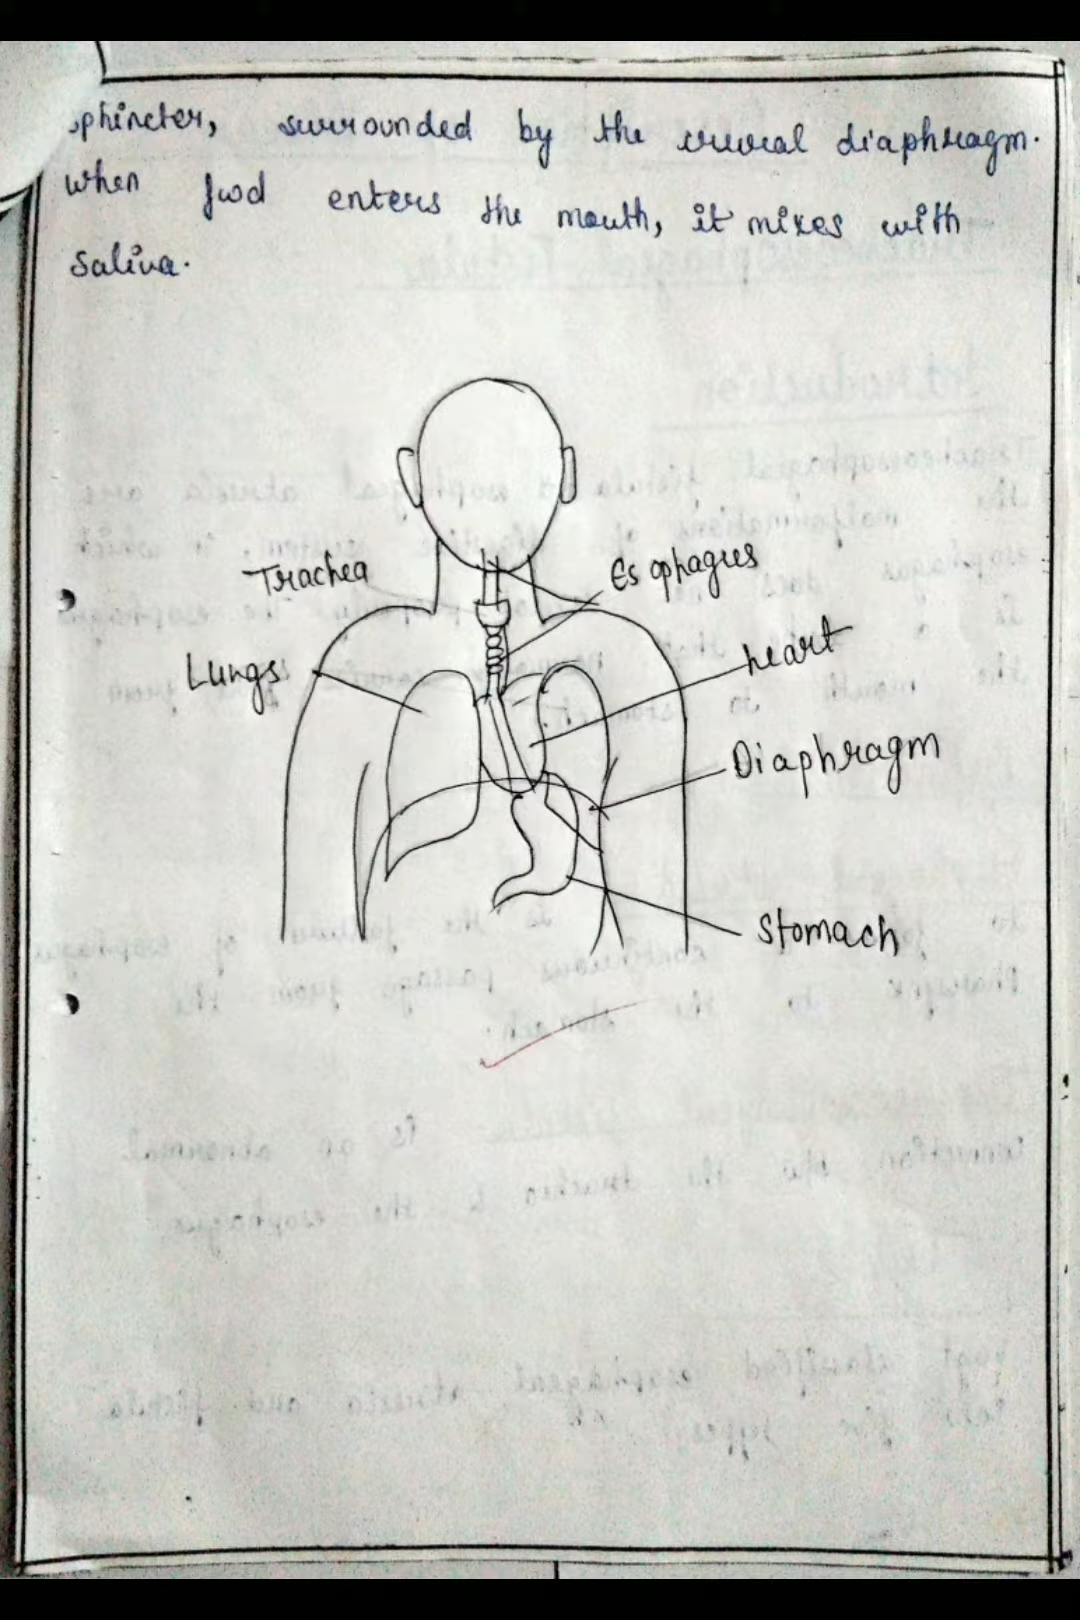 sphincter, surrounded by the crural diaphragm.
when food enters the mouth, it mixes with
saliva.
Trachea
Esophagus
Lungs
heart
Diaphragm
Stomach